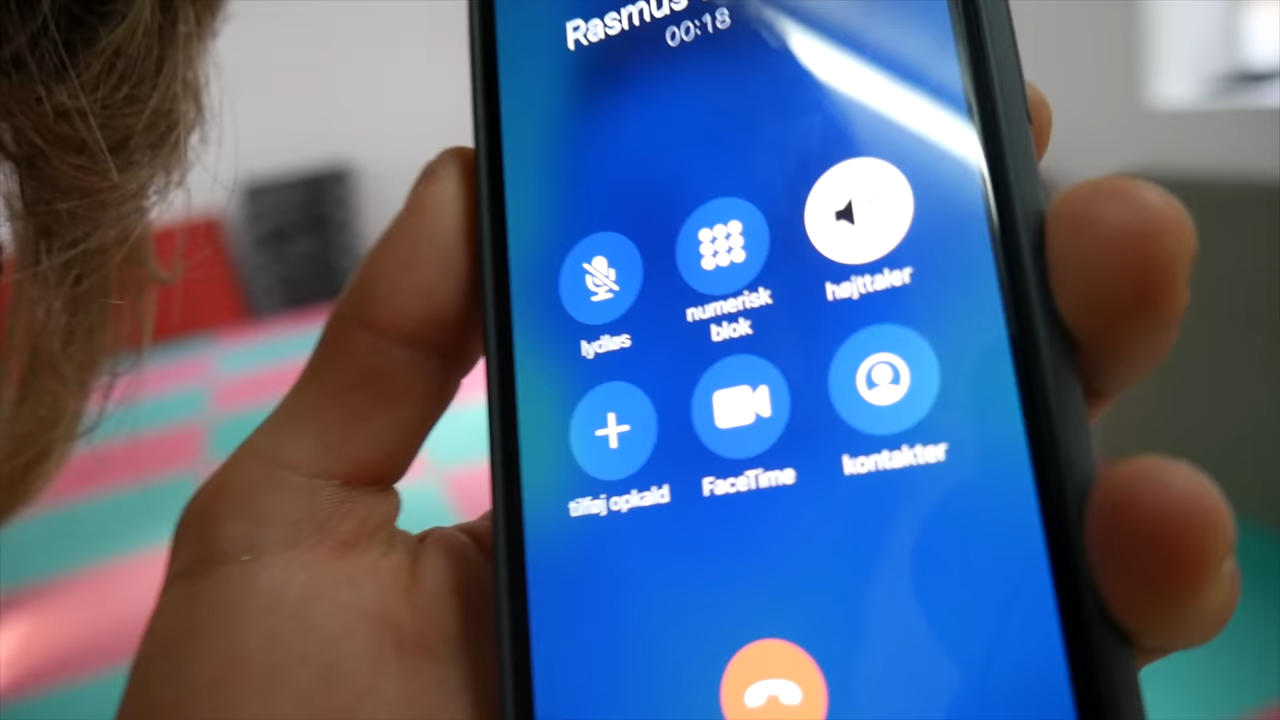 Rasmus
00:18
lydløs
numerisk
blok
højttaler
tilføj opkald
FaceTime
kontakter